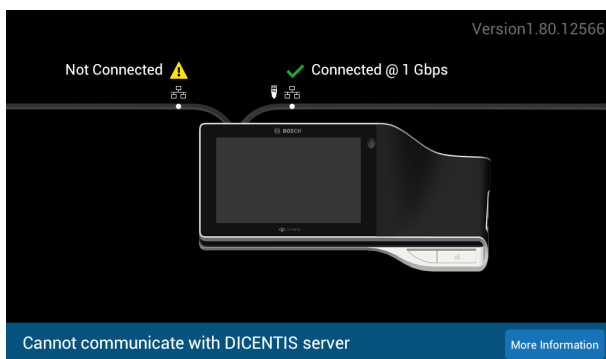 Version1.80.12566
Not Connected
Connected @ 1 Gbps
BOSCH
Cannot communicate with DICENTIS server
More Information